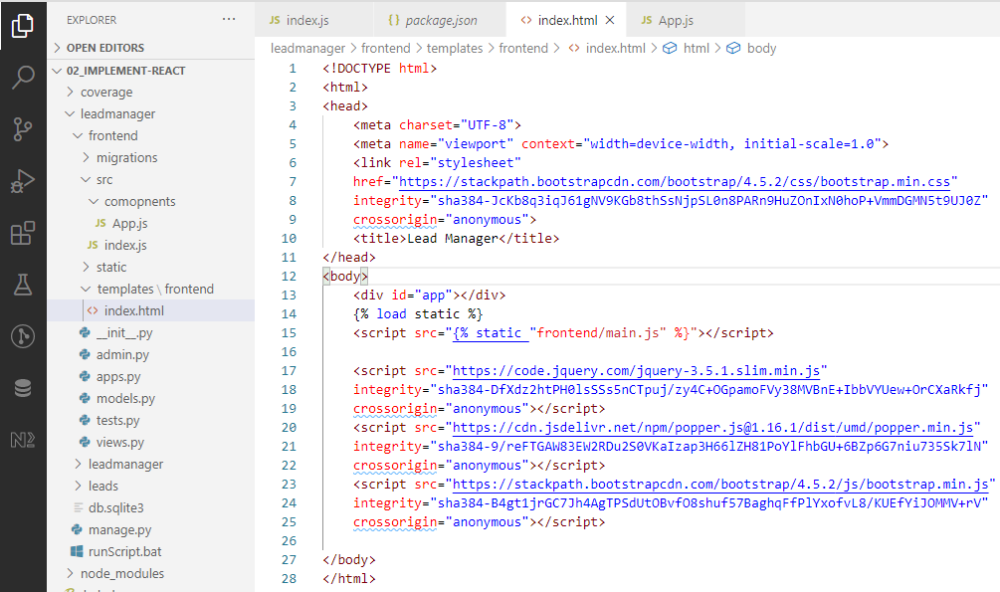 EXPLORER
OPEN EDITORS
02_IMPLEMENT-REACT
coverage
leadmanager
frontend
migrations
src
comopnents
JS App.js
JS index.js
static
templates \ frontend
<> index.html
__init__.py
admin.py
apps.py
models.py
tests.py
views.py
leadmanager
leads
db.sqlite3
manage.py
runScript.bat
node_modules
JS index.js
{} package.json
<> index.html ×
JS App.js
leadmanager > frontend > templates > frontend > <> index.html > html > body
1 <!DOCTYPE html>
2 <html>
3 <head>
4 <meta charset="UTF-8">
5 <meta name="viewport" context="width=device-width, initial-scale=1.0">
6 <link rel="stylesheet"
7 href="https://stackpath.bootstrapcdn.com/bootstrap/4.5.2/css/bootstrap.min.css"
8 integrity="sha384-JcKb8q3iqJ61gNV9KGb8thSsNjpSL0n8PARn9HuZOnIxN0hoP+VmmDGMN5t9UJ0Z"
9 crossorigin="anonymous">
10 <title>Lead Manager</title>
11 </head>
12 <body>
13 <div id="app"></div>
14 {% load static %}
15 <script src="{% static "frontend/main.js" %}"></script>
16
17 <script src="https://code.jquery.com/jquery-3.5.1.slim.min.js"
18 integrity="sha384-DfXdz2htPH0lsSSs5nCTpuj/zy4C+OGpamoFVy38MVBnE+IbbVYUew+OrCXaRkfj"
19 crossorigin="anonymous"></script>
20 <script src="https://cdn.jsdelivr.net/npm/popper.js@1.16.1/dist/umd/popper.min.js"
21 integrity="sha384-9/reFTGAW83EW2RDu2S0VKaIzap3H66lZH81PoYlFhbGU+6BZp6G7niu735Sk7lN"
22 crossorigin="anonymous"></script>
23 <script src="https://stackpath.bootstrapcdn.com/bootstrap/4.5.2/js/bootstrap.min.js"
24 integrity="sha384-B4gt1jrGC7Jh4AgTPSdUtOBvfO8shuf57BaghqFfPlYxofvL8/KUEfYiJOMMV+rV"
25 crossorigin="anonymous"></script>
26
27 </body>
28 </html>